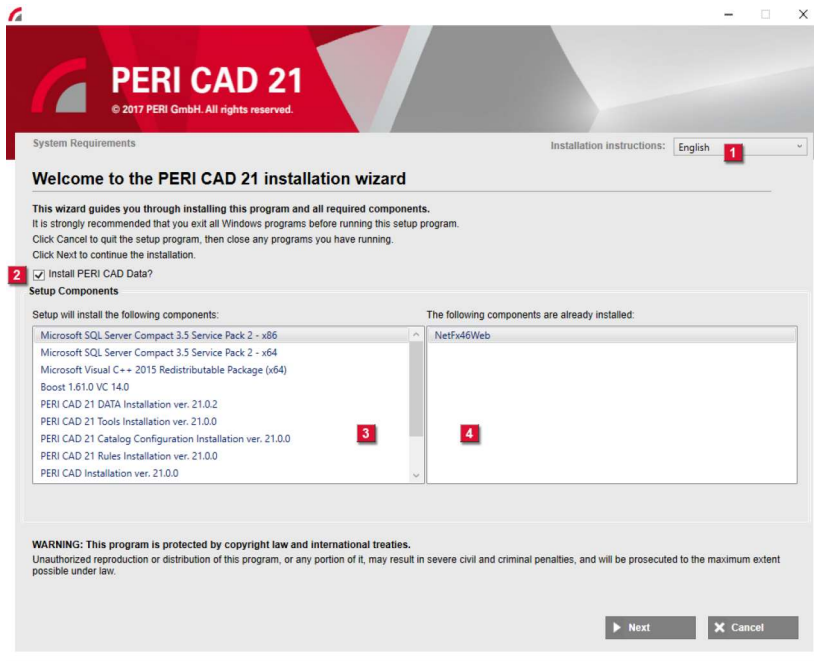 PERI CAD 21
© 2017 PERI GmbH. All rights reserved.
System Requirements
Installation instructions: English 1
Welcome to the PERI CAD 21 installation wizard
This wizard guides you through installing this program and all required components.
It is strongly recommended that you exit all Windows programs before running this setup program.
Click Cancel to quit the setup program, then close any programs you have running.
Click Next to continue the installation.
2 Install PERI CAD Data?
Setup Components
Setup will install the following components:
Microsoft SQL Server Compact 3.5 Service Pack 2 - x86
Microsoft SQL Server Compact 3.5 Service Pack 2 - x64
Microsoft Visual C++ 2015 Redistributable Package (x64)
Boost 1.61.0 VC 14.0
PERI CAD 21 DATA Installation ver. 21.0.2
PERI CAD 21 Tools Installation ver. 21.0.0
PERI CAD 21 Catalog Configuration Installation ver. 21.0.0
PERI CAD 21 Rules Installation ver. 21.0.0
PERI CAD Installation ver. 21.0.0
3
The following components are already installed:
NetFx46Web
4
WARNING: This program is protected by copyright law and international treaties.
Unauthorized reproduction or distribution of this program, or any portion of it, may result in severe civil and criminal penalties, and will be prosecuted to the maximum extent
possible under law.
Next
Cancel